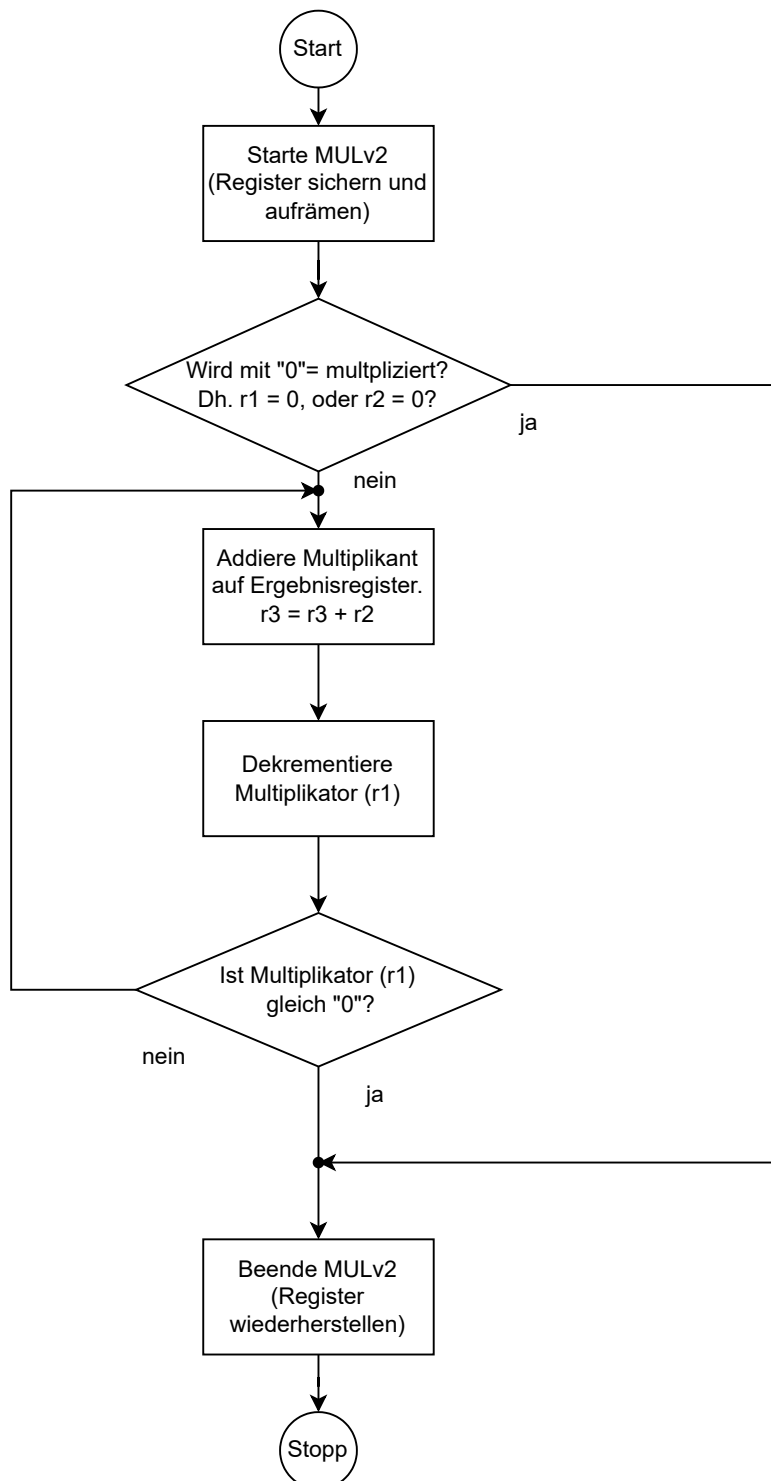 Start
Starte MULv2
(Register sichern und
aufrämen)
Wird mit "0"= multpliziert?
Dh. r1 = 0, oder r2 = 0?
ja
nein
Addiere Multiplikant
auf Ergebnisregister.
r3 = r3 + r2
Dekrementiere
Multiplikator (r1)
Ist Multiplikator (r1)
gleich "0"?
nein
ja
Beende MULv2
(Register
wiederherstellen)
Stopp